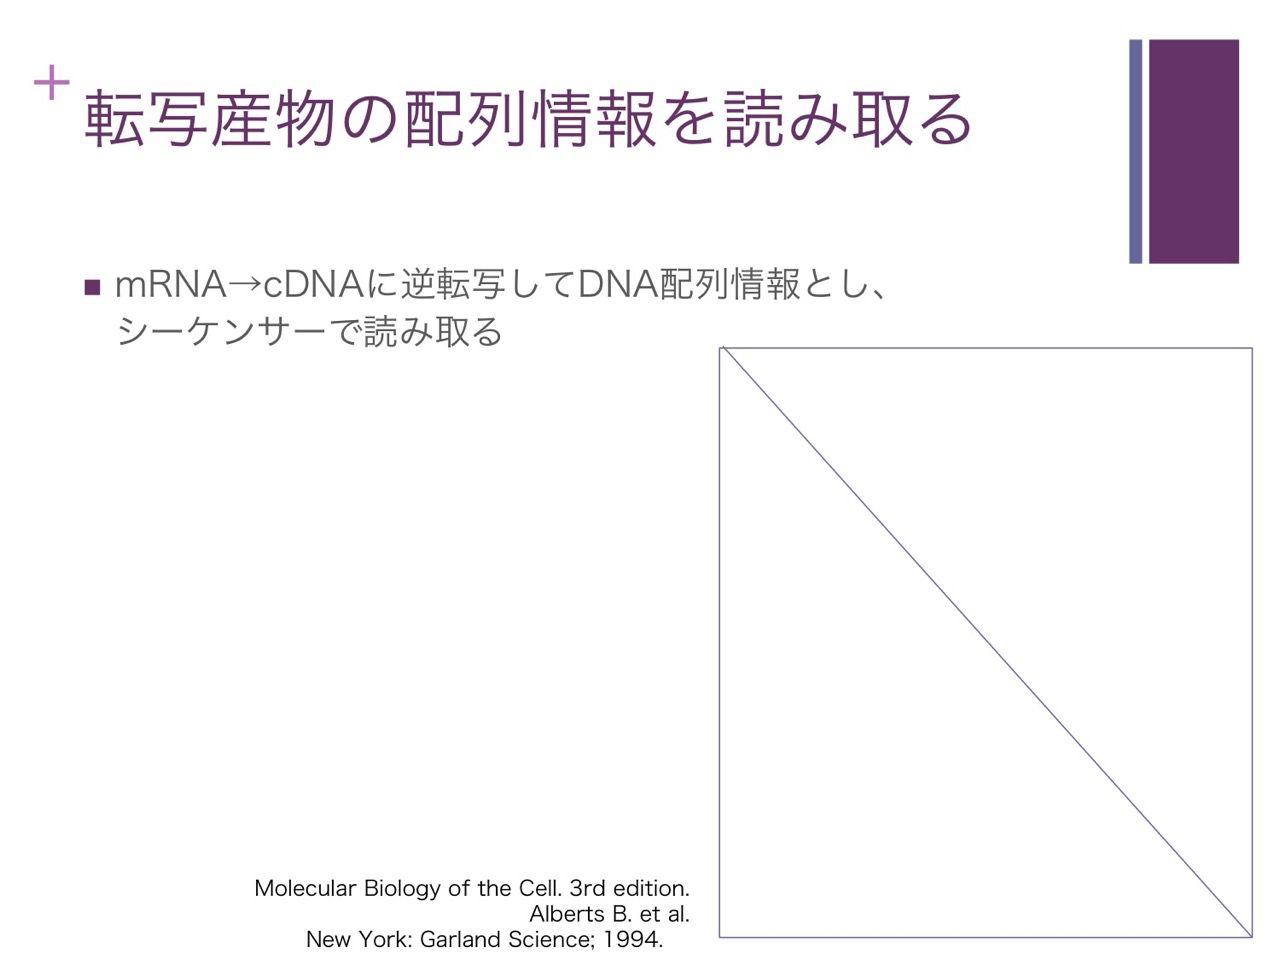 +
転写産物の配列情報を読み取る
■ mRNA→cDNAに逆転写してDNA配列情報とし、
シーケンサーで読み取る
Molecular Biology of the Cell. 3rd edition.
Alberts B. et al.
New York: Garland Science; 1994.